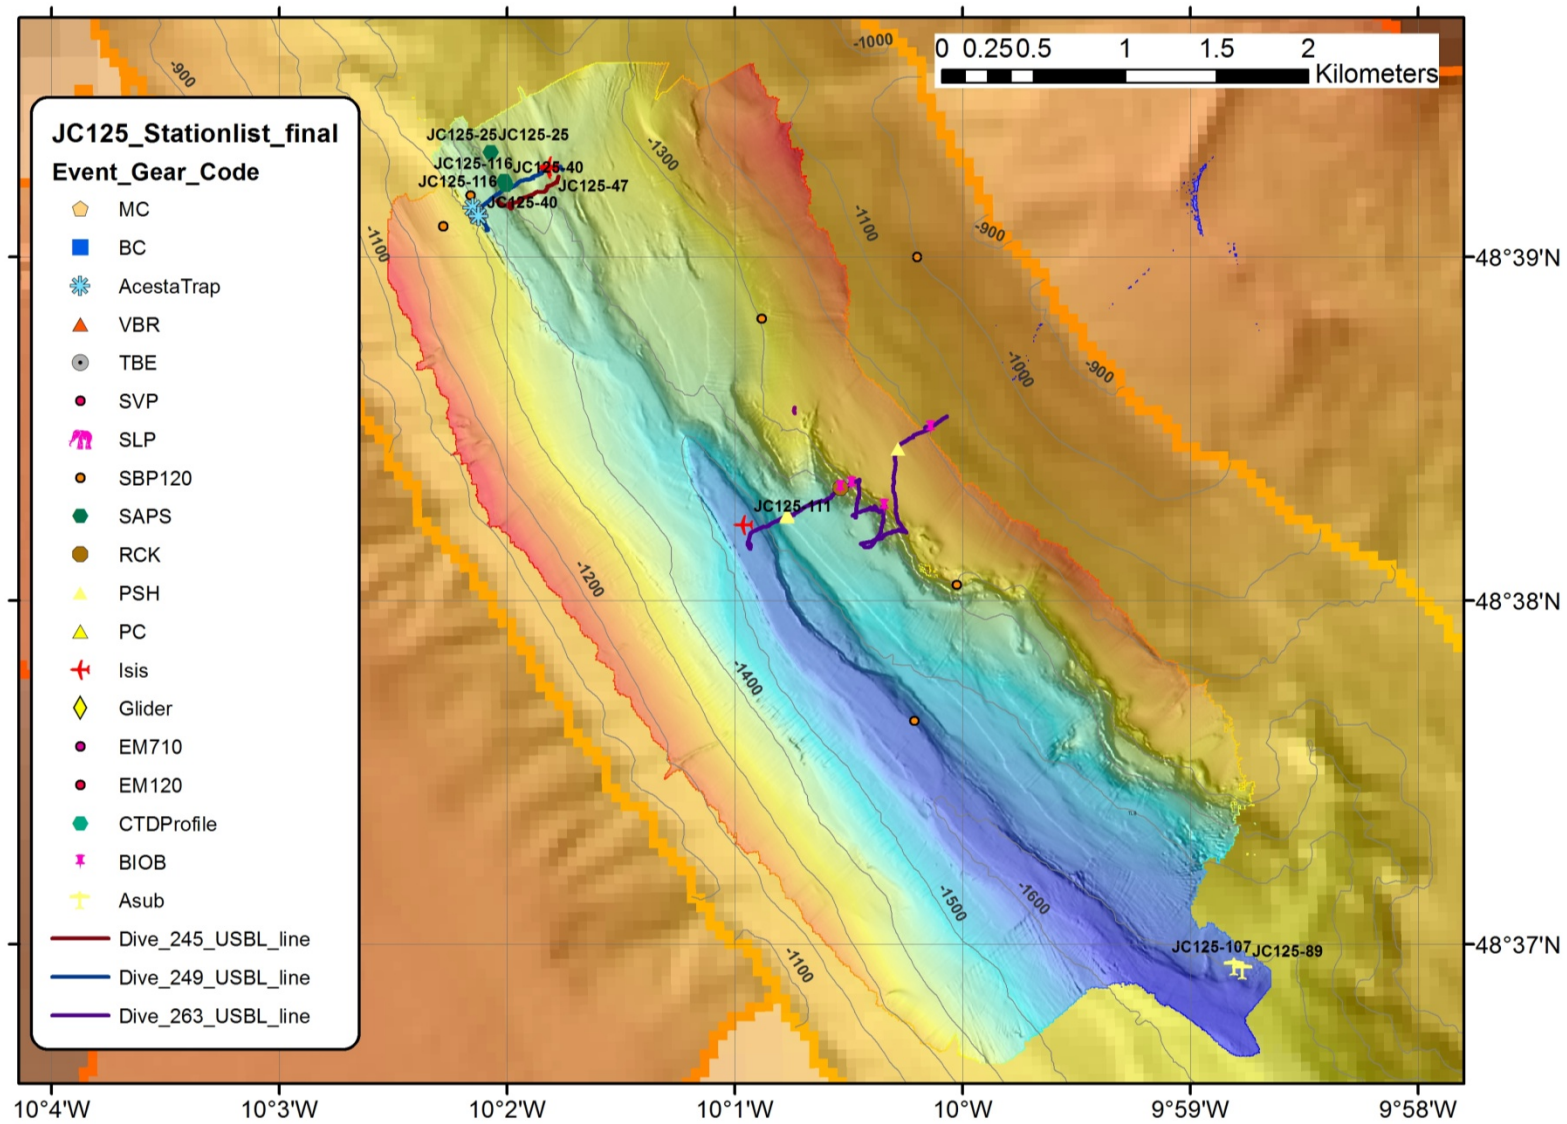 -1000
0 0.25 0.5 1 1.5 2
Kilometers
-900
JC125_Stationlist_final
Event_Gear_Code
MC
BC
AcestaTrap
VBR
TBE
SVP
SLP
SBP120
SAPS
RCK
PSH
PC
Isis
Glider
EM710
EM120
CTDProfile
BIOB
Asub
Dive_245_USBL_line
Dive_249_USBL_line
Dive_263_USBL_line
JC125-25 JC125-25
JC125-116 JC125-40
JC125-116 JC125-47
JC125-40
-1300
-1100
-1100
-900
48°39'N
-1000
-900
JC125-111
-1200
48°38'N
-1400
-1500
-1600
-1100
JC125-107 JC125-89
48°37'N
10°4'W 10°3'W 10°2'W 10°1'W 10°W 9°59'W 9°58'W